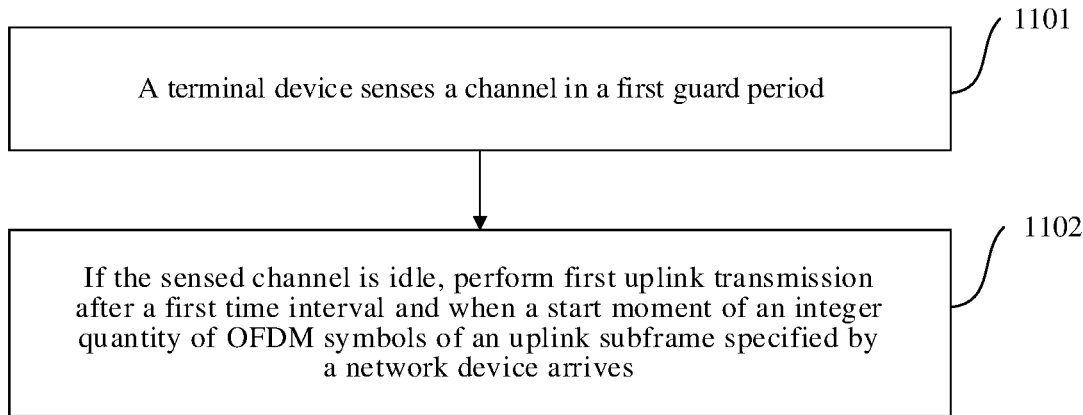 1101
A terminal device senses a channel in a first guard period
1102
If the sensed channel is idle, perform first uplink transmission
after a first time interval and when a start moment of an integer
quantity of OFDM symbols of an uplink subframe specified by
a network device arrives